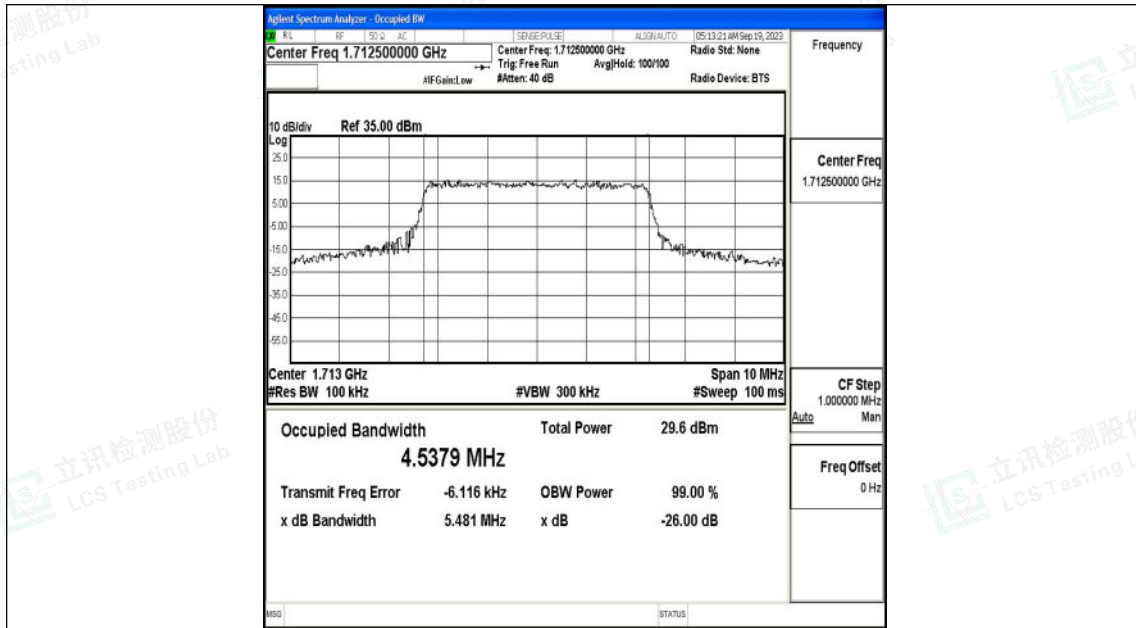 Agilent Spectrum Analyzer - Occupied BW
RL RF 50 Ω AC SENSE:PULSE ALIGNAUTO 05:13:21 AM Sep 19, 2023
Center Freq 1.712500000 GHz
Center Freq: 1.712500000 GHz
Radio Std: None
Trig: Free Run Avg|Hold: 100/100
#IFGain:Low #Atten: 40 dB Radio Device: BTS
Frequency
10 dB/div Ref 35.00 dBm
Log
25.0
15.0
5.00
-5.00
-15.0
-25.0
-35.0
-45.0
-55.0
Center Freq
1.712500000 GHz
Center 1.713 GHz Span 10 MHz
#Res BW 100 kHz #VBW 300 kHz #Sweep 100 ms
CF Step
1.000000 MHz
Auto Man
Occupied Bandwidth Total Power 29.6 dBm
4.5379 MHz
Transmit Freq Error -6.116 kHz OBW Power 99.00 %
x dB Bandwidth 5.481 MHz x dB -26.00 dB
Freq Offset
0 Hz
MSG STATUS
立讯检测股份
LCS Testing Lab